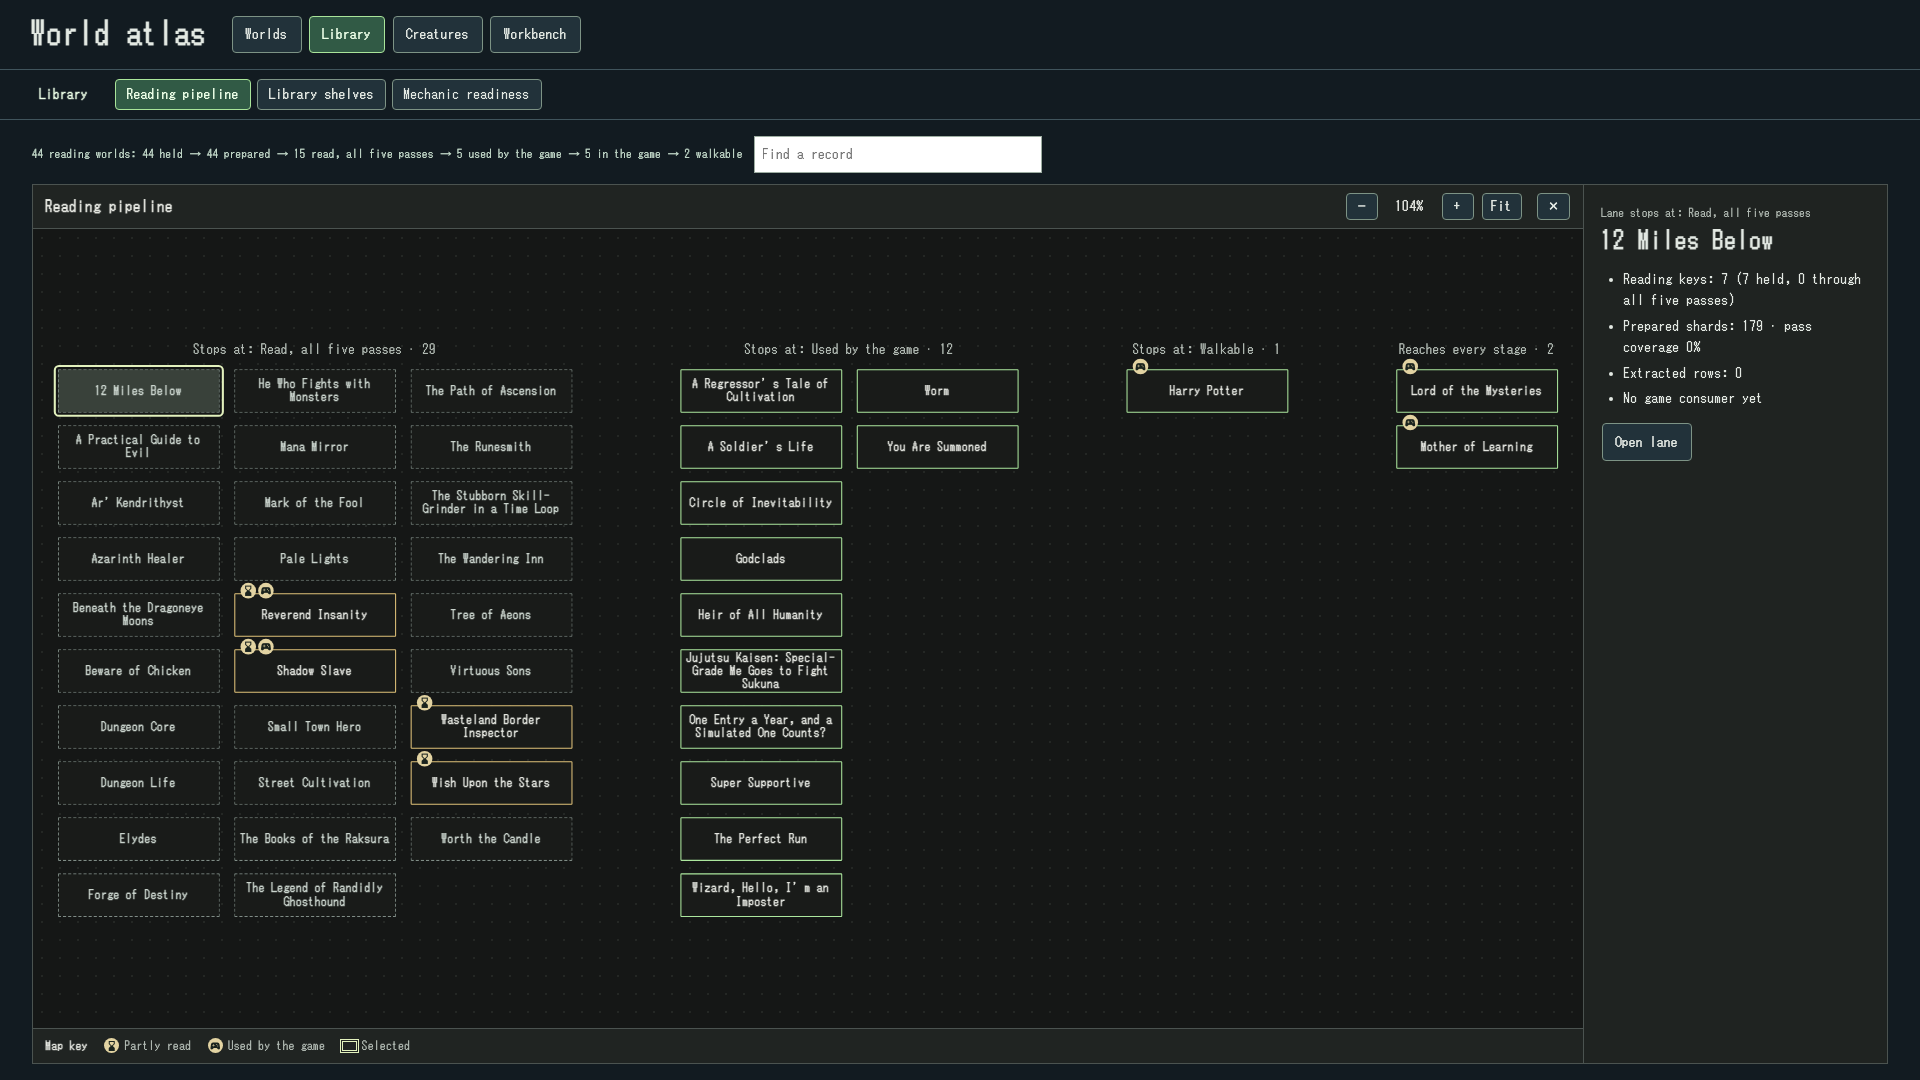 World atlas
Worlds
Library
Creatures
Workbench
Library
Reading pipeline
Library shelves
Mechanic readiness
44 reading worlds: 44 held → 44 prepared → 15 read, all five passes → 5 used by the game → 5 in the game → 2 walkable
Find a record
Reading pipeline
−
104%
+
Fit
×
Stops at: Read, all five passes · 29
12 Miles Below
A Practical Guide to
Evil
Ar' Kendrithyst
Azarinth Healer
Beneath the Dragoneye
Moons
Beware of Chicken
Dungeon Core
Dungeon Life
Elydes
Forge of Destiny
He Who Fights with
Monsters
Mana Mirror
Mark of the Fool
Pale Lights
Reverend Insanity
Shadow Slave
Small Town Hero
Street Cultivation
The Books of the Raksura
The Legend of Randidly
Ghosthound
The Path of Ascension
The Runesmith
The Stubborn Skill-
Grinder in a Time Loop
The Wandering Inn
Tree of Aeons
Virtuous Sons
Wasteland Border
Inspector
Wish Upon the Stars
Worth the Candle
Stops at: Used by the game · 12
A Regressor's Tale of
Cultivation
A Soldier's Life
Circle of Inevitability
Godclads
Heir of All Humanity
Jujutsu Kaisen: Special-
Grade Me Goes to Fight
Sukuna
One Entry a Year, and a
Simulated One Counts?
Super Supportive
The Perfect Run
Wizard, Hello, I'm an
Imposter
Worm
You Are Summoned
Stops at: Walkable · 1
Harry Potter
Reaches every stage · 2
Lord of the Mysteries
Mother of Learning
Map key
Partly read
Used by the game
Selected
Lane stops at: Read, all five passes
12 Miles Below
• Reading keys: 7 (7 held, 0 through
all five passes)
• Prepared shards: 179 · pass
coverage 0%
• Extracted rows: 0
• No game consumer yet
Open lane